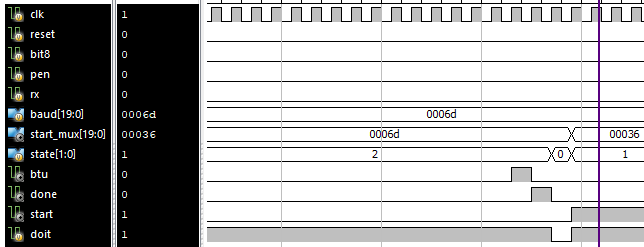 clk 1
reset 0
bit8 0
pen 0
rx 0
baud[19:0] 0006d 0006d
start_mux[19:0] 00036 0006d 00036
state[1:0] 1 2 0 1
btu 0
done 0
start 1
doit 1